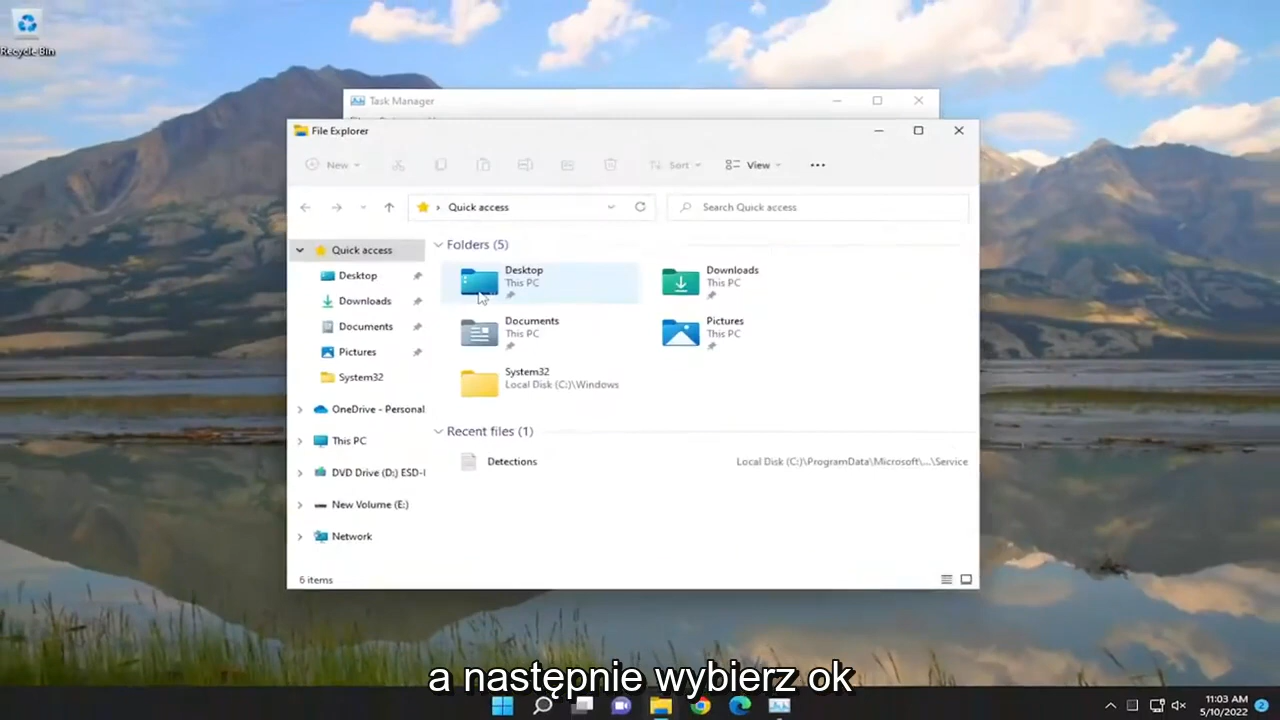 Recycle Bin
Task Manager
File Explorer
New
Sort
View
Quick access
Search Quick access
Quick access
Desktop
Downloads
Documents
Pictures
System32
OneDrive - Personal
This PC
DVD Drive (D:) ESD-I
New Volume (E:)
Network
Folders (5)
Desktop
This PC
Downloads
This PC
Documents
This PC
Pictures
This PC
System32
Local Disk (C:)\Windows
Recent files (1)
Detections
Local Disk (C:)\ProgramData\Microsoft\...\Service
6 items
a następnie wybierz ok
11:03 AM
5/10/2022
2